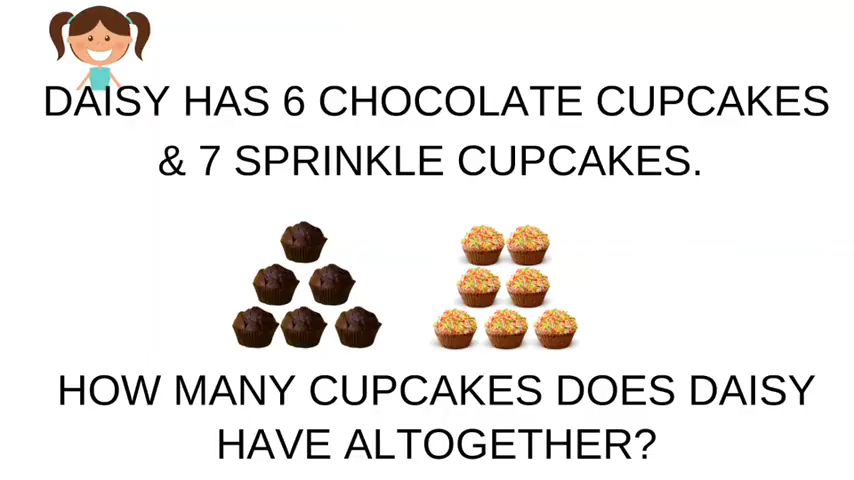 DAISY HAS 6 CHOCOLATE CUPCAKES
& 7 SPRINKLE CUPCAKES.
HOW MANY CUPCAKES DOES DAISY
HAVE ALTOGETHER?